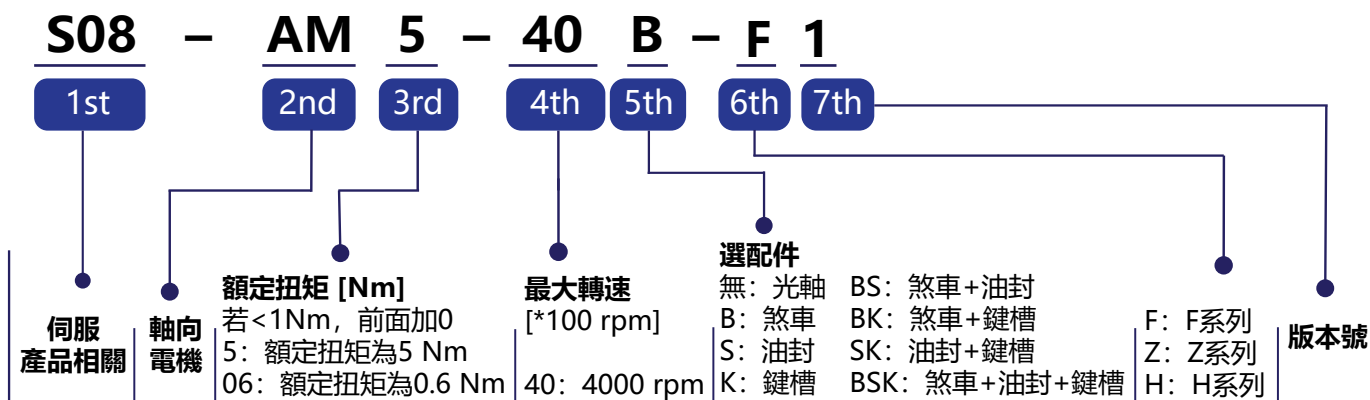 S08 – AM 5 – 40 B – F 1
1st 2nd 3rd 4th 5th 6th 7th
伺服
產品相關
軸向
電機
額定扭矩 [Nm]
若<1Nm，前面加0
5：額定扭矩為5 Nm
06：額定扭矩為0.6 Nm
最大轉速
[*100 rpm]
40：4000 rpm
選配件
無：光軸 BS：煞車+油封
B：煞車 BK：煞車+鍵槽
S：油封 SK：油封+鍵槽
K：鍵槽 BSK：煞車+油封+鍵槽
F：F系列
Z：Z系列
H：H系列
版本號